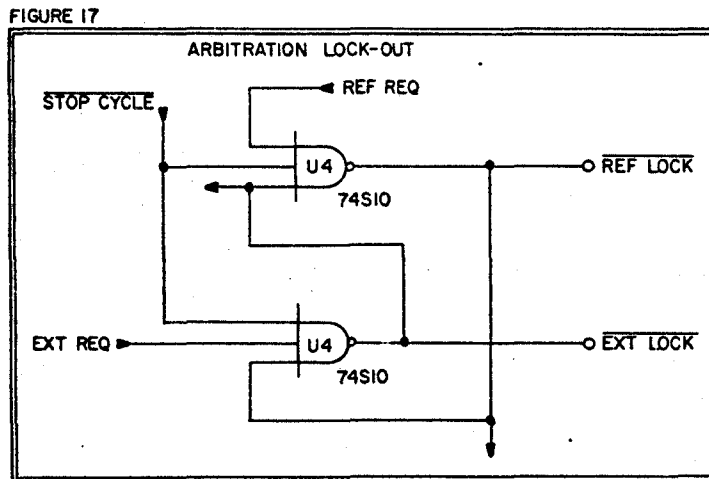 FIGURE 17
ARBITRATION LOCK-OUT
STOP CYCLE
REF REQ
U4
74S10
REF LOCK
EXT REQ
U4
74S10
EXT LOCK